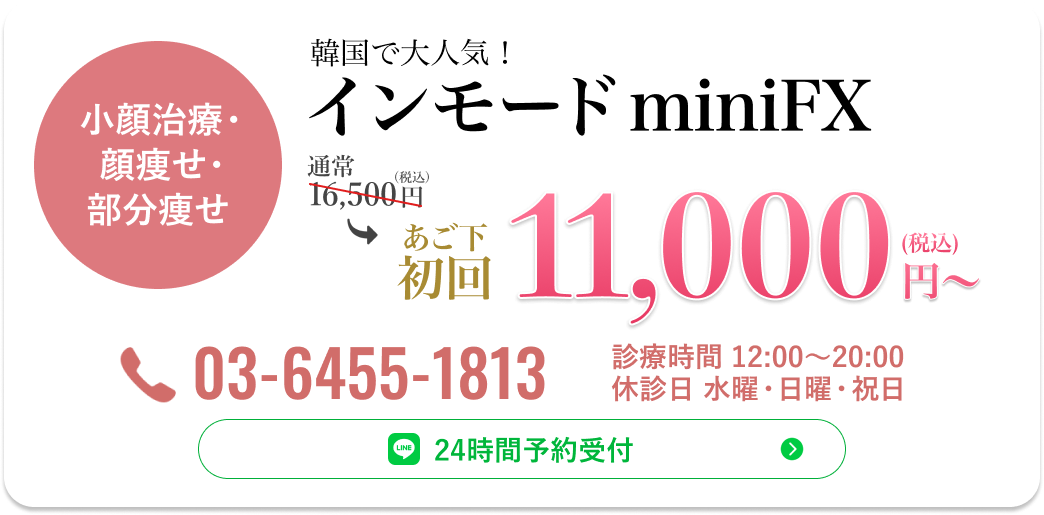 小顔治療・
顔痩せ・
部分痩せ
韓国で大人気！
インモード miniFX
通常
16,500円(税込)
あご下
初回
11,000円～(税込)
03-6455-1813
診療時間 12:00～20:00
休診日 水曜・日曜・祝日
LINE 24時間予約受付